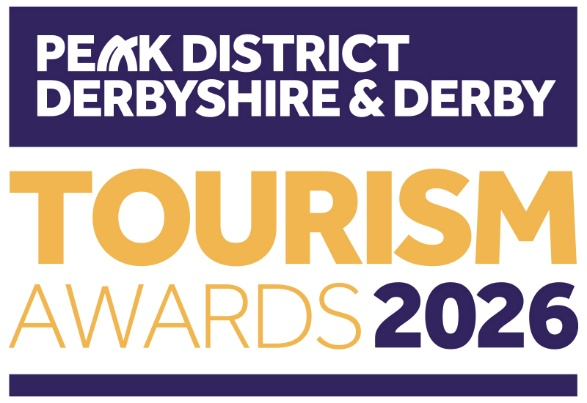 PEAK DISTRICT
DERBYSHIRE & DERBY
TOURISM
AWARDS 2026